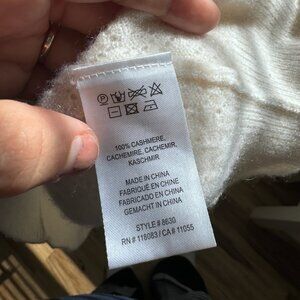 100% CASHMERE,
CACHEMIRE, CACHEMIR,
KASCHMIR
MADE IN CHINA
FABRIQUÉ EN CHINE
FABRICADO EN CHINA
GEMACHT IN CHINA
STYLE # 8630
RN # 118083 / CA # 11055